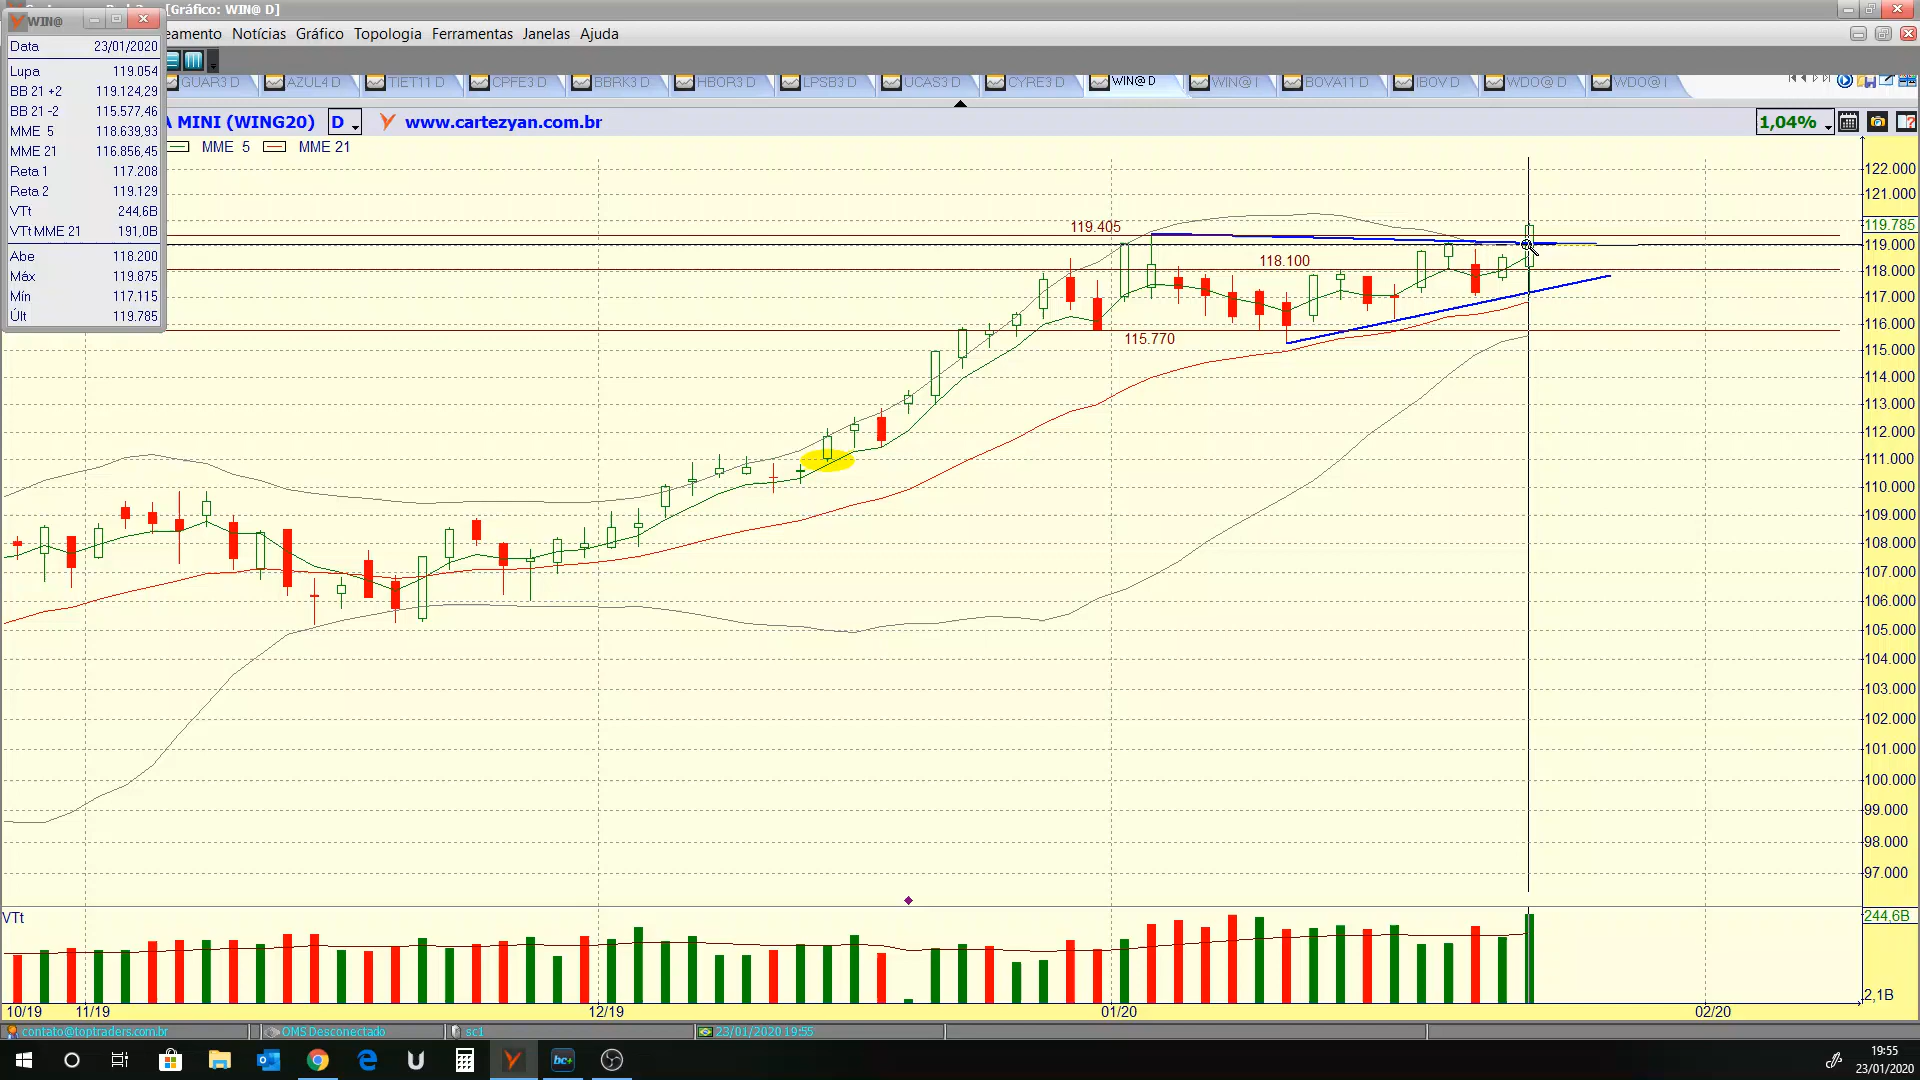 [Gráfico: WIN@ D]
WIN@
eamento Notícias Gráfico Topologia Ferramentas Janelas Ajuda
Data 23/01/2020
Lupa 119.054
BB 21 +2 119.124,29
BB 21 -2 115.577,46
MME 5 118.639,93
MME 21 116.856,45
Reta 1 117.208
Reta 2 119.129
VTt 244,6B
VTt MME 21 191,0B
Abe 118.200
Máx 119.875
Mín 117.115
Últ 119.785
GUAR3 D AZUL4 D TIET11 D CPFE3 D BBRK3 D HBOR3 D LPSB3 D UCAS3 D CYRE3 D WIN@ D WIN@ I BOVA11 D IBOV D WDO@ D WDO@ I
A MINI (WING20) D www.cartezyan.com.br 1,04%
MME 5 MME 21
119.405
118.100
115.770
122.000
121.000
119.785
119.000
118.000
117.000
116.000
115.000
114.000
113.000
112.000
111.000
110.000
109.000
108.000
107.000
106.000
105.000
104.000
103.000
102.000
101.000
100.000
99.000
98.000
97.000
VTt
244,6B
2,1B
10/19 11/19 12/19 01/20 02/20
contato@toptraders.com.br OMS Desconectado sc1 23/01/2020 19:55
bc+
19:55
23/01/2020